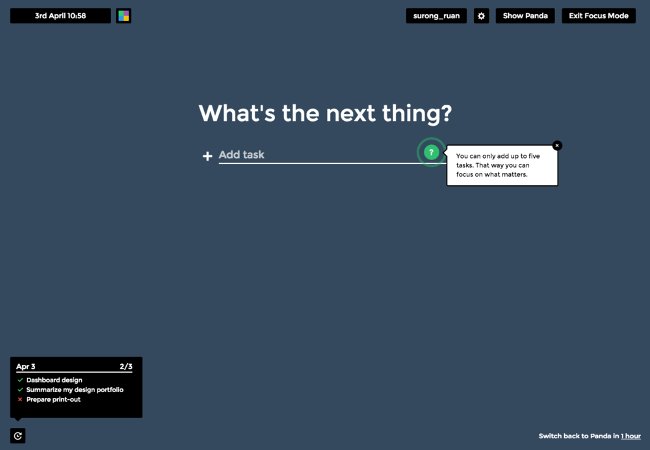 3rd April 10:58
surong_ruan
Show Panda
Exit Focus Mode
What's the next thing?
Add task
?
You can only add up to five
tasks. That way you can
focus on what matters.
Apr 3 2/3
Dashboard design
Summarize my design portfolio
Prepare print-out
Switch back to Panda in 1 hour